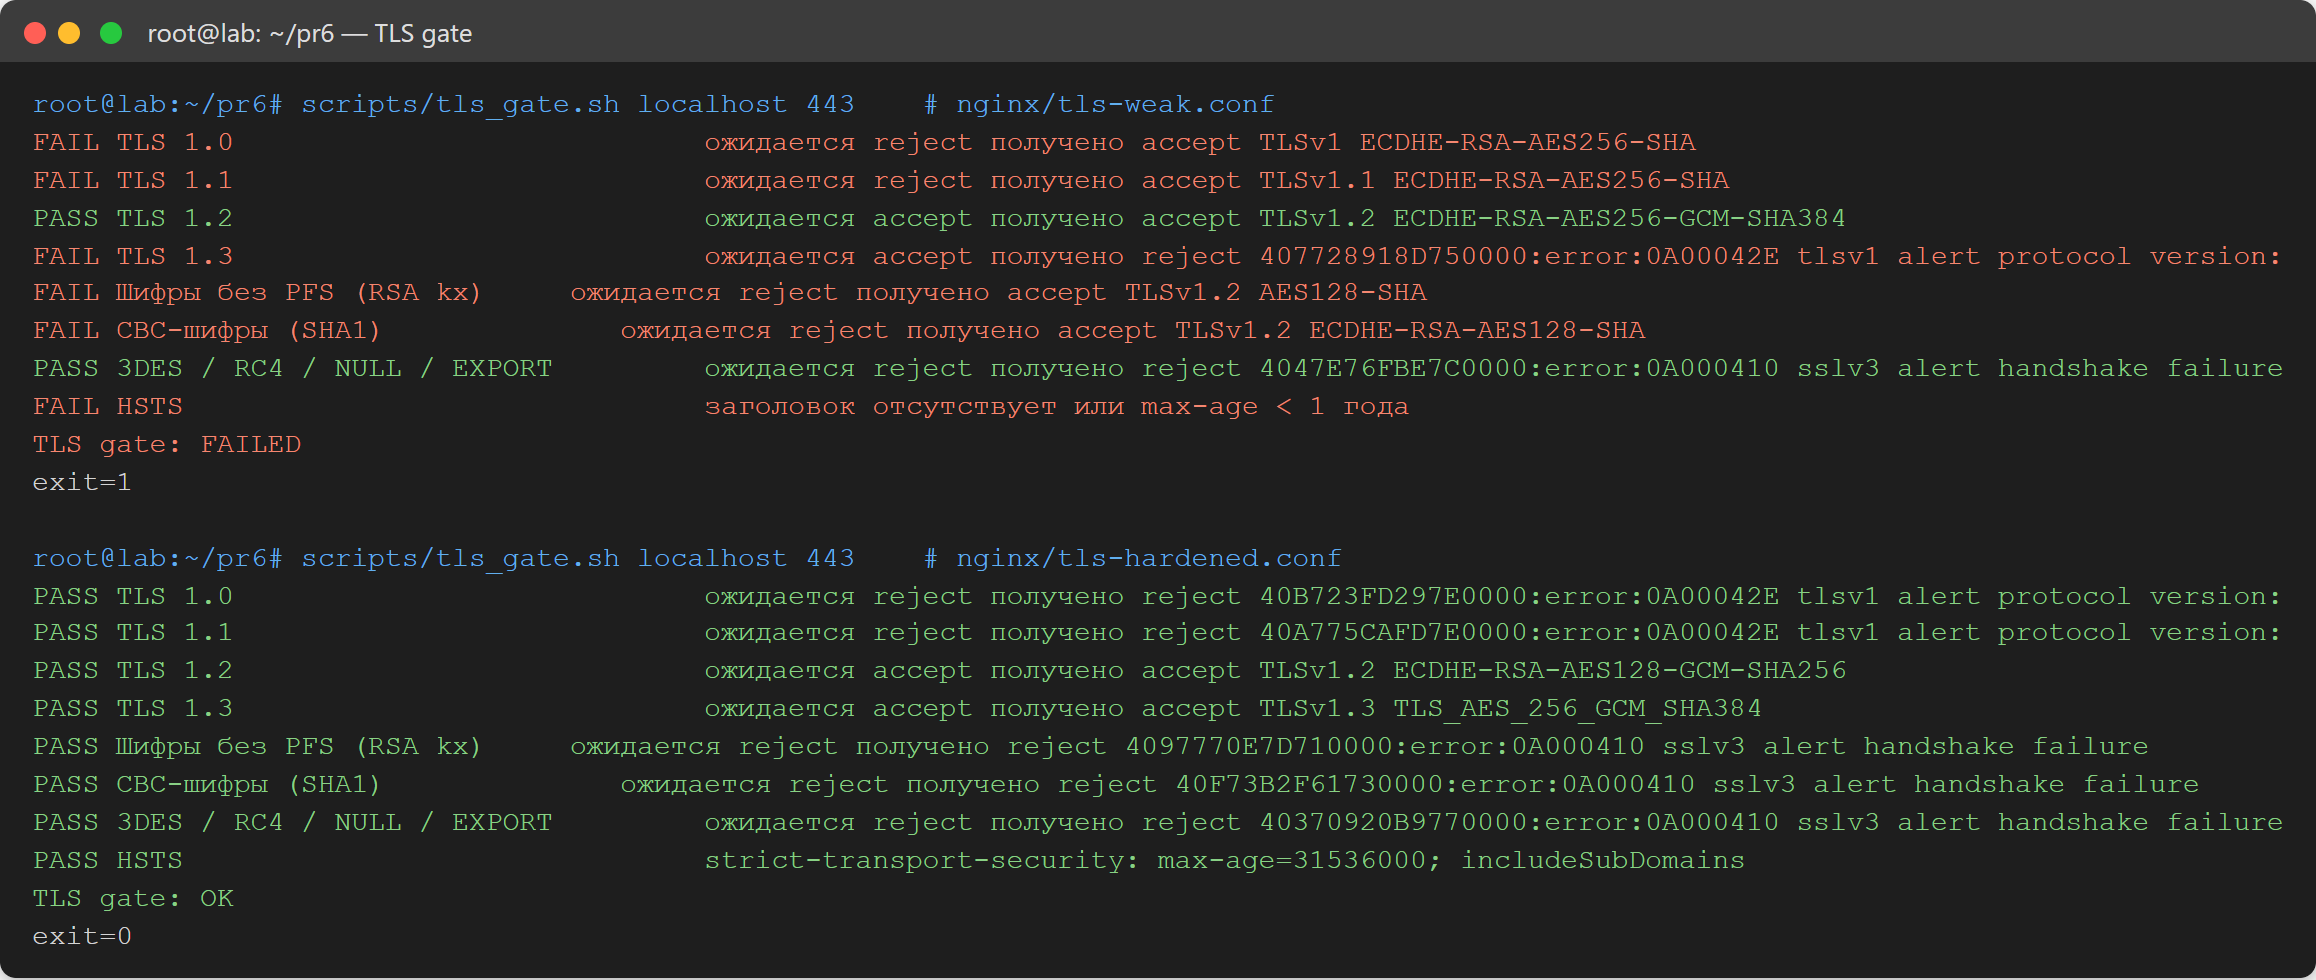 root@lab: ~/pr6 — TLS gate
root@lab:~/pr6# scripts/tls_gate.sh localhost 443    # nginx/tls-weak.conf
FAIL TLS 1.0                            ожидается reject получено accept TLSv1 ECDHE-RSA-AES256-SHA
FAIL TLS 1.1                            ожидается reject получено accept TLSv1.1 ECDHE-RSA-AES256-SHA
PASS TLS 1.2                            ожидается accept получено accept TLSv1.2 ECDHE-RSA-AES256-GCM-SHA384
FAIL TLS 1.3                            ожидается accept получено reject 407728918D750000:error:0A00042E tlsv1 alert protocol version:
FAIL Шифры без PFS (RSA kx)     ожидается reject получено accept TLSv1.2 AES128-SHA
FAIL CBC-шифры (SHA1)              ожидается reject получено accept TLSv1.2 ECDHE-RSA-AES128-SHA
PASS 3DES / RC4 / NULL / EXPORT         ожидается reject получено reject 4047E76FBE7C0000:error:0A000410 sslv3 alert handshake failure
FAIL HSTS                               заголовок отсутствует или max-age < 1 года
TLS gate: FAILED
exit=1
root@lab:~/pr6# scripts/tls_gate.sh localhost 443    # nginx/tls-hardened.conf
PASS TLS 1.0                            ожидается reject получено reject 40B723FD297E0000:error:0A00042E tlsv1 alert protocol version:
PASS TLS 1.1                            ожидается reject получено reject 40A775CAFD7E0000:error:0A00042E tlsv1 alert protocol version:
PASS TLS 1.2                            ожидается accept получено accept TLSv1.2 ECDHE-RSA-AES128-GCM-SHA256
PASS TLS 1.3                            ожидается accept получено accept TLSv1.3 TLS_AES_256_GCM_SHA384
PASS Шифры без PFS (RSA kx)     ожидается reject получено reject 4097770E7D710000:error:0A000410 sslv3 alert handshake failure
PASS CBC-шифры (SHA1)              ожидается reject получено reject 40F73B2F61730000:error:0A000410 sslv3 alert handshake failure
PASS 3DES / RC4 / NULL / EXPORT         ожидается reject получено reject 40370920B9770000:error:0A000410 sslv3 alert handshake failure
PASS HSTS                               strict-transport-security: max-age=31536000; includeSubDomains
TLS gate: OK
exit=0